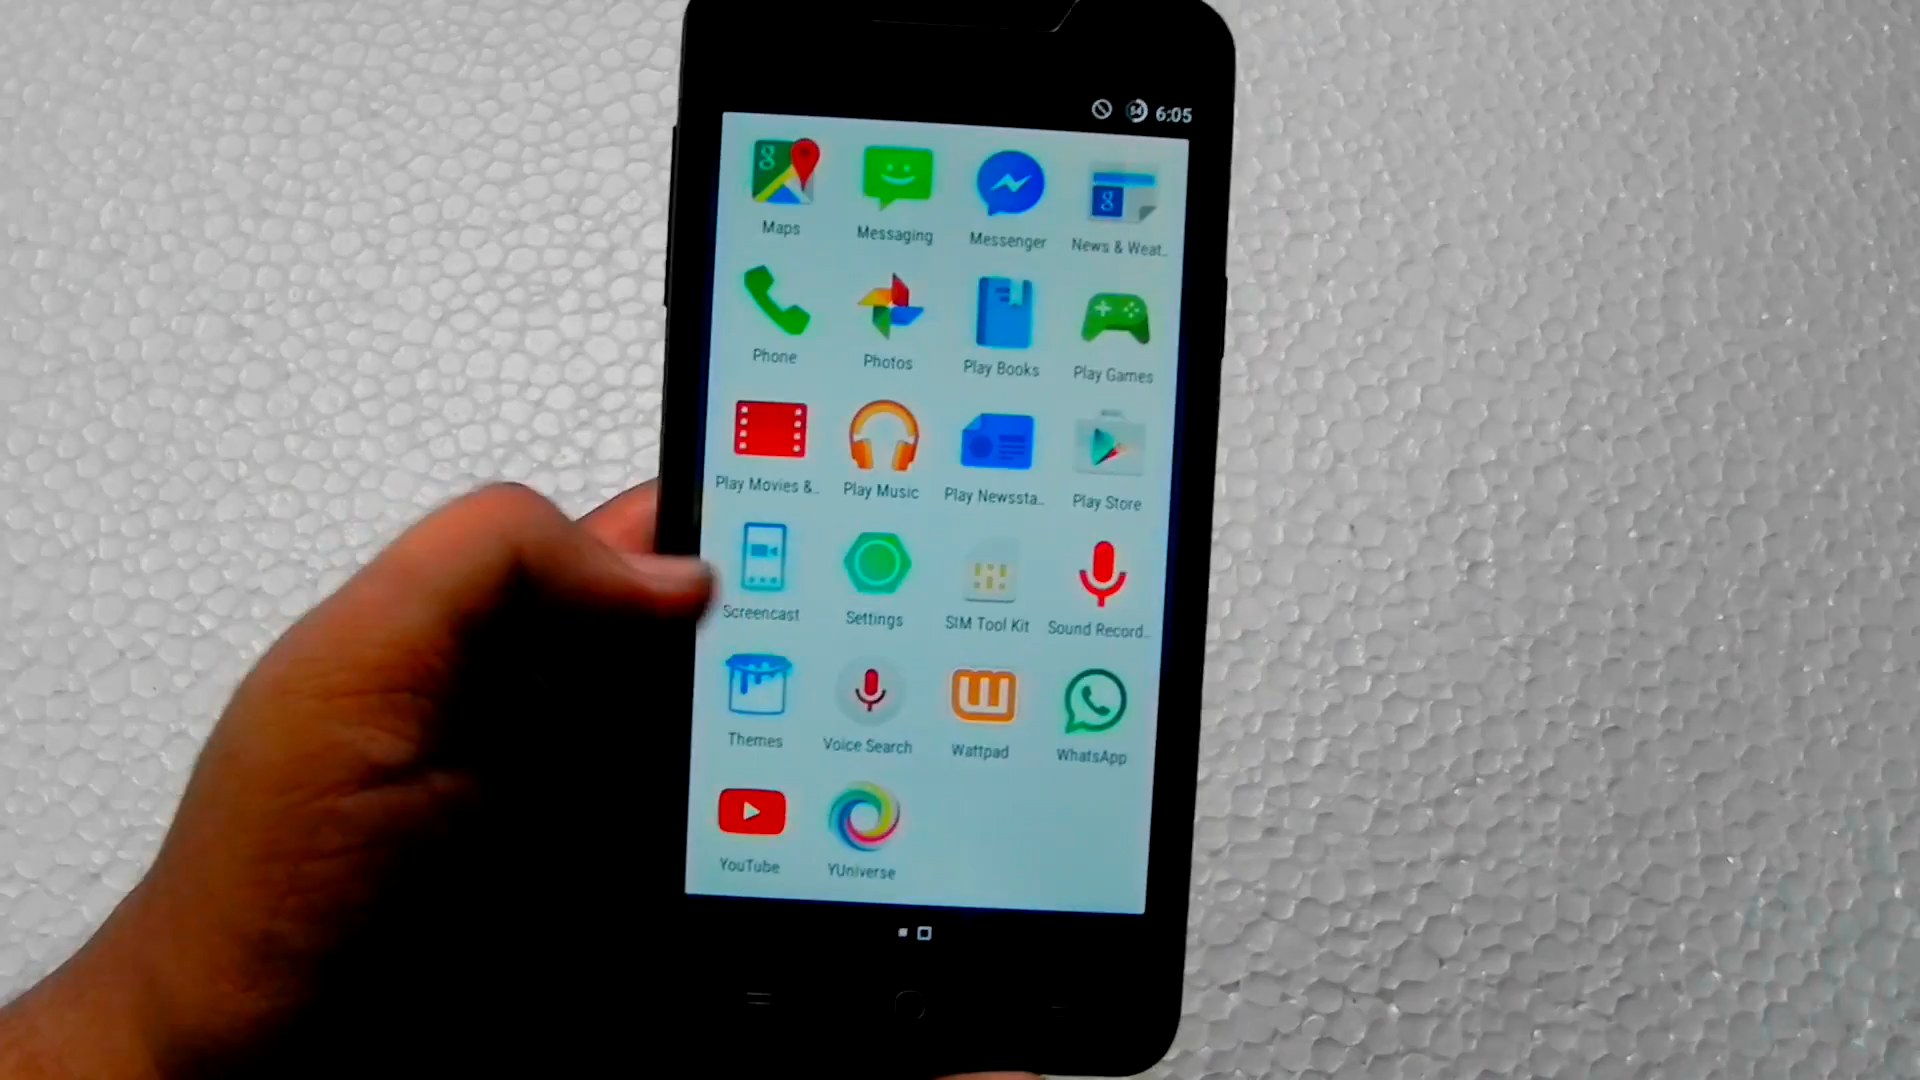 54 6:05
Maps Messaging Messenger News & Weat..
Phone Photos Play Books Play Games
Play Movies &.. Play Music Play Newssta.. Play Store
Screencast Settings SIM Tool Kit Sound Record..
Themes Voice Search Wattpad WhatsApp
YouTube YUniverse